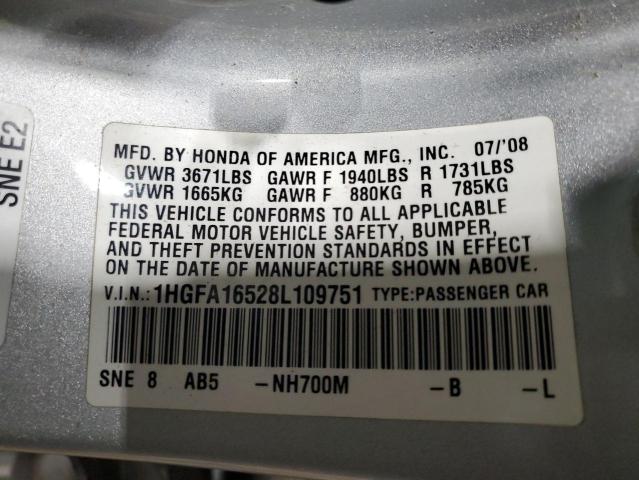 SNE E2
MFD. BY HONDA OF AMERICA MFG., INC. 07/'08
GVWR 3671LBS GAWR F 1940LBS R 1731LBS
GVWR 1665KG GAWR F 880KG R 785KG
THIS VEHICLE CONFORMS TO ALL APPLICABLE
FEDERAL MOTOR VEHICLE SAFETY, BUMPER,
AND THEFT PREVENTION STANDARDS IN EFFECT
ON THE DATE OF MANUFACTURE SHOWN ABOVE.
V.I.N.: 1HGFA16528L109751 TYPE:PASSENGER CAR
SNE 8 AB5 -NH700M -B -L